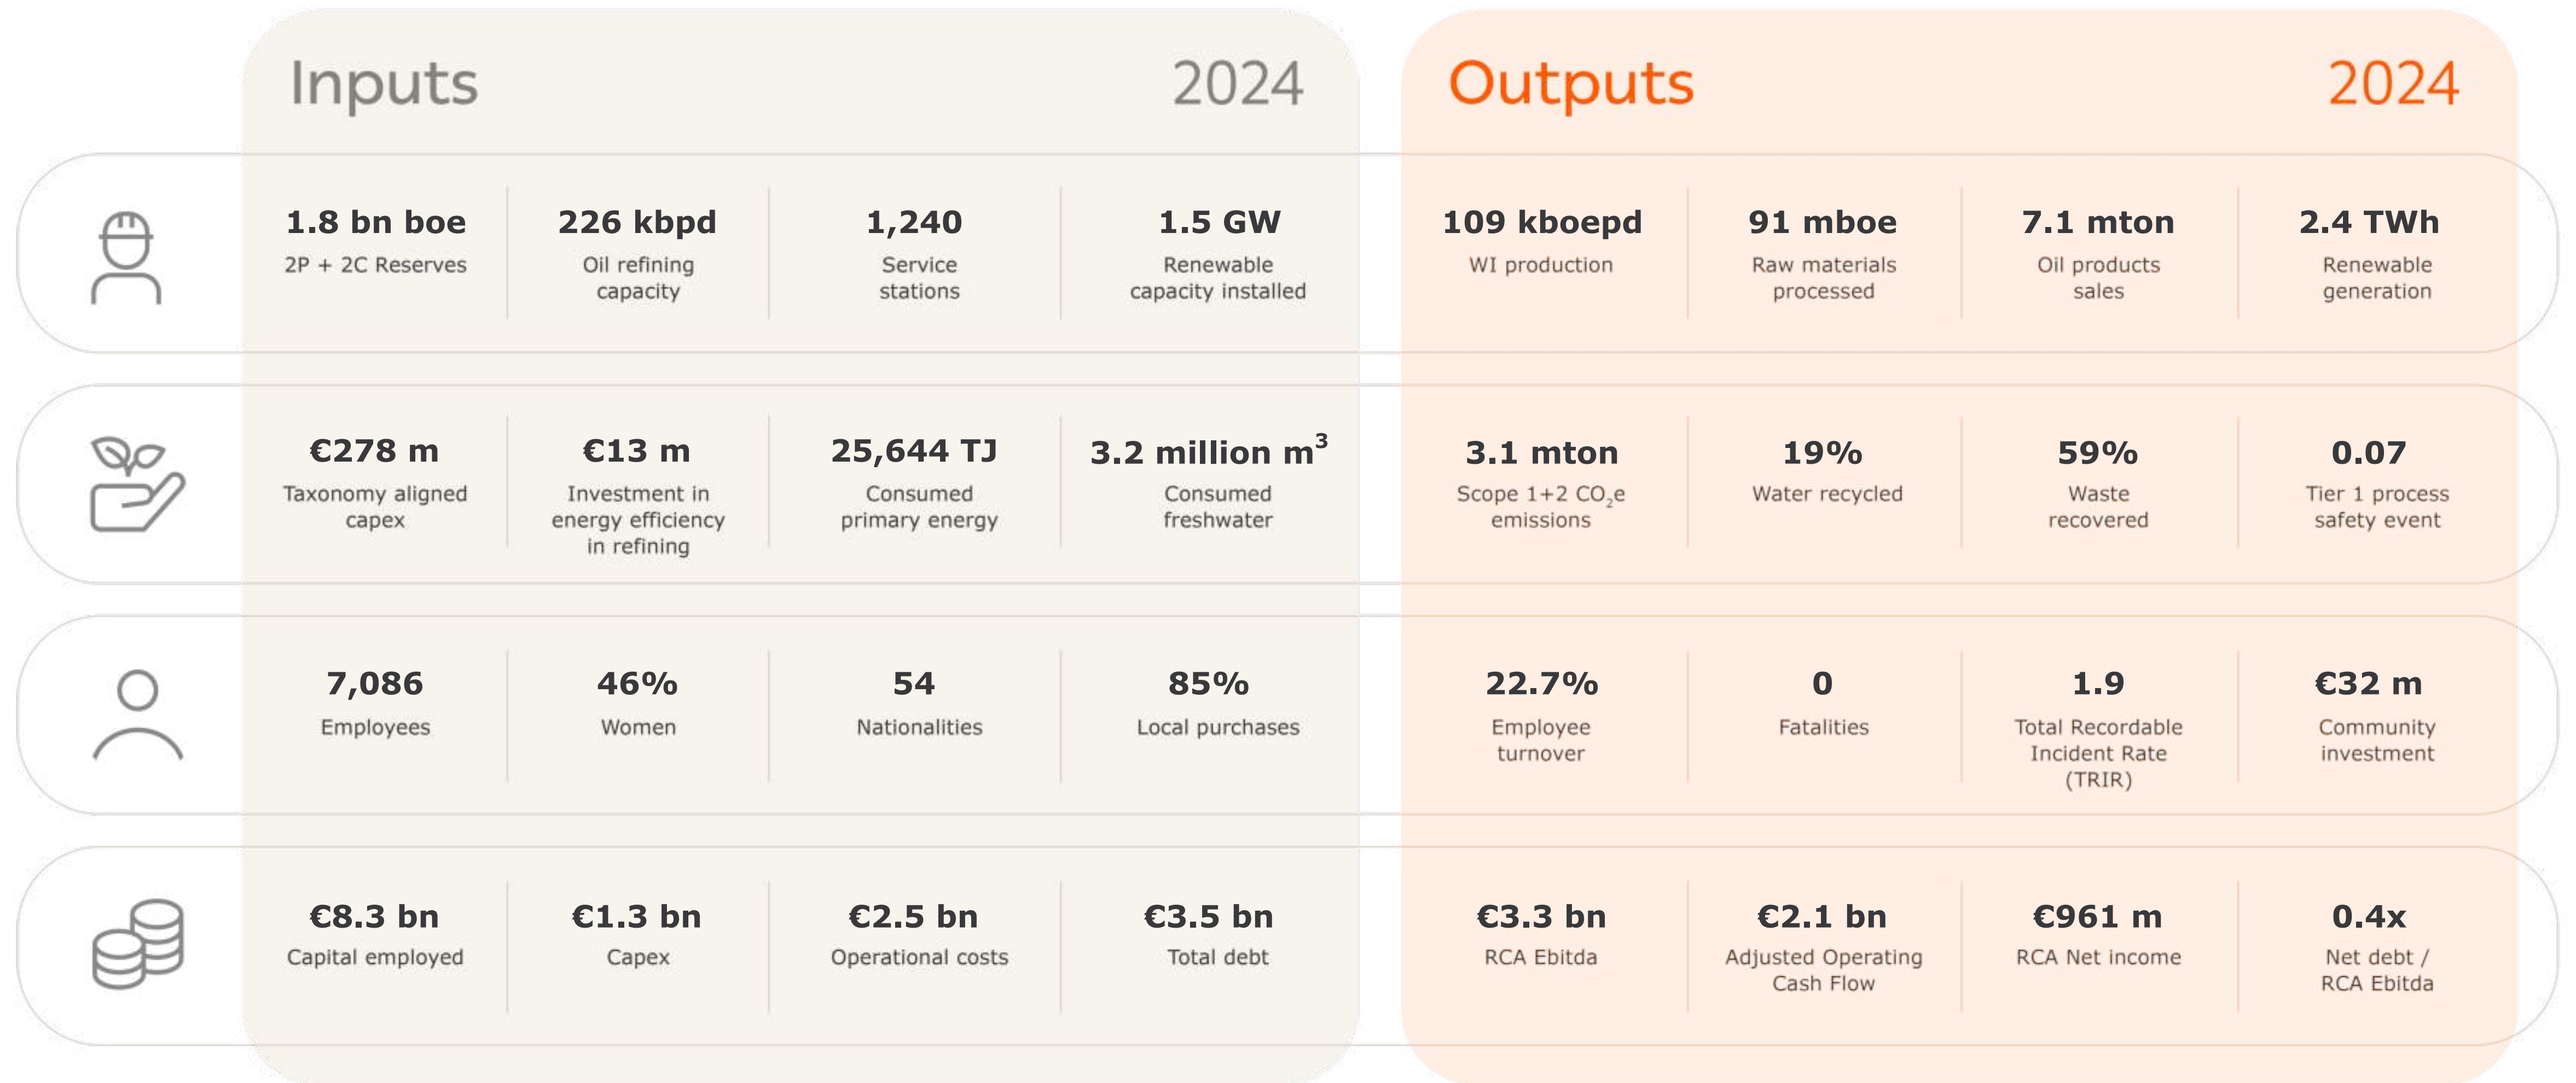 Inputs 2024
Outputs 2024
1.8 bn boe
2P + 2C Reserves
226 kbpd
Oil refining
capacity
1,240
Service
stations
1.5 GW
Renewable
capacity installed
109 kboepd
WI production
91 mboe
Raw materials
processed
7.1 mton
Oil products
sales
2.4 TWh
Renewable
generation
€278 m
Taxonomy aligned
capex
€13 m
Investment in
energy efficiency
in refining
25,644 TJ
Consumed
primary energy
3.2 million m³
Consumed
freshwater
3.1 mton
Scope 1+2 CO₂e
emissions
19%
Water recycled
59%
Waste
recovered
0.07
Tier 1 process
safety event
7,086
Employees
46%
Women
54
Nationalities
85%
Local purchases
22.7%
Employee
turnover
0
Fatalities
1.9
Total Recordable
Incident Rate
(TRIR)
€32 m
Community
investment
€8.3 bn
Capital employed
€1.3 bn
Capex
€2.5 bn
Operational costs
€3.5 bn
Total debt
€3.3 bn
RCA Ebitda
€2.1 bn
Adjusted Operating
Cash Flow
€961 m
RCA Net income
0.4x
Net debt /
RCA Ebitda